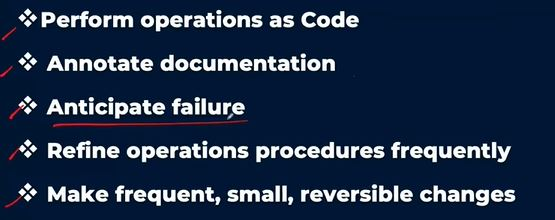 Perform operations as Code
Annotate documentation
Anticipate failure
Refine operations procedures frequently
Make frequent, small, reversible changes